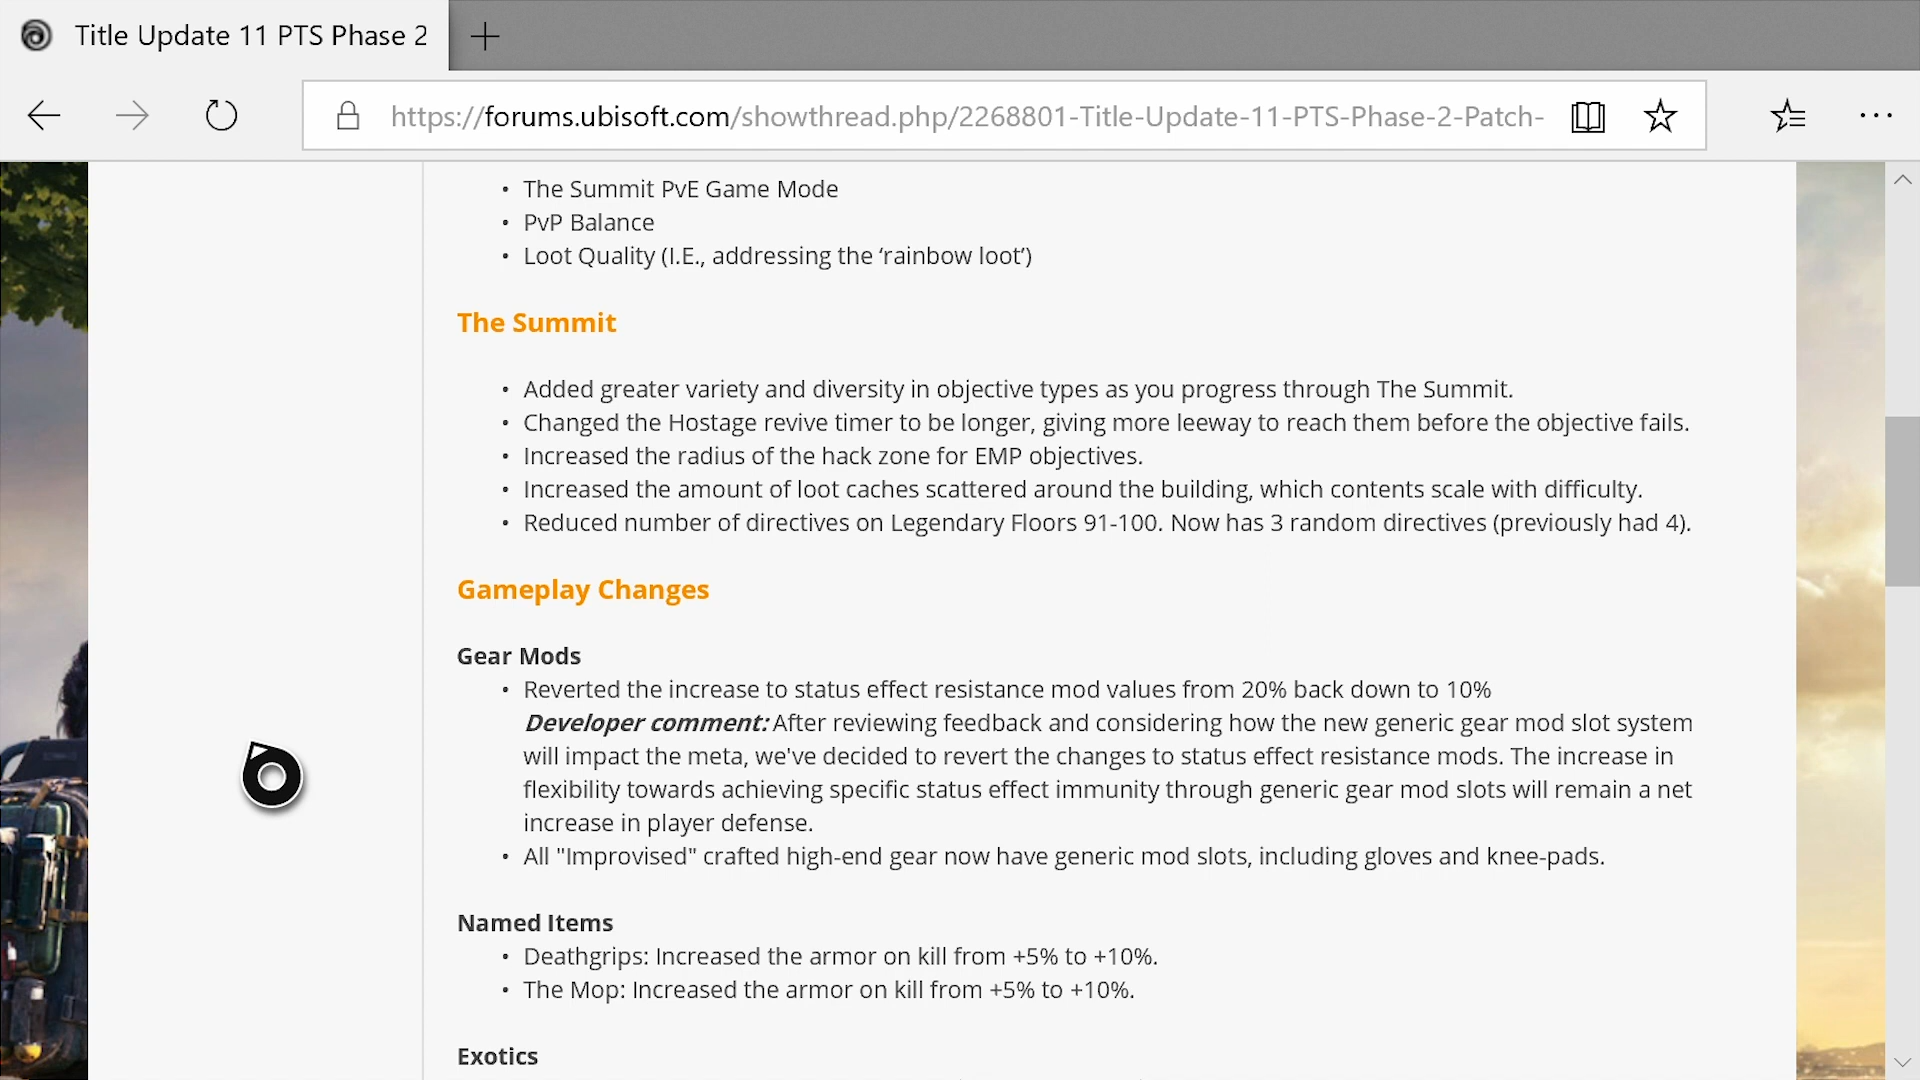 Title Update 11 PTS Phase 2
https://forums.ubisoft.com/showthread.php/2268801-Title-Update-11-PTS-Phase-2-Patch-
• The Summit PvE Game Mode
• PvP Balance
• Loot Quality (I.E., addressing the ‘rainbow loot’)
The Summit
• Added greater variety and diversity in objective types as you progress through The Summit.
• Changed the Hostage revive timer to be longer, giving more leeway to reach them before the objective fails.
• Increased the radius of the hack zone for EMP objectives.
• Increased the amount of loot caches scattered around the building, which contents scale with difficulty.
• Reduced number of directives on Legendary Floors 91-100. Now has 3 random directives (previously had 4).
Gameplay Changes
Gear Mods
• Reverted the increase to status effect resistance mod values from 20% back down to 10%
Developer comment: After reviewing feedback and considering how the new generic gear mod slot system
will impact the meta, we've decided to revert the changes to status effect resistance mods. The increase in
flexibility towards achieving specific status effect immunity through generic gear mod slots will remain a net
increase in player defense.
• All "Improvised" crafted high-end gear now have generic mod slots, including gloves and knee-pads.
Named Items
• Deathgrips: Increased the armor on kill from +5% to +10%.
• The Mop: Increased the armor on kill from +5% to +10%.
Exotics